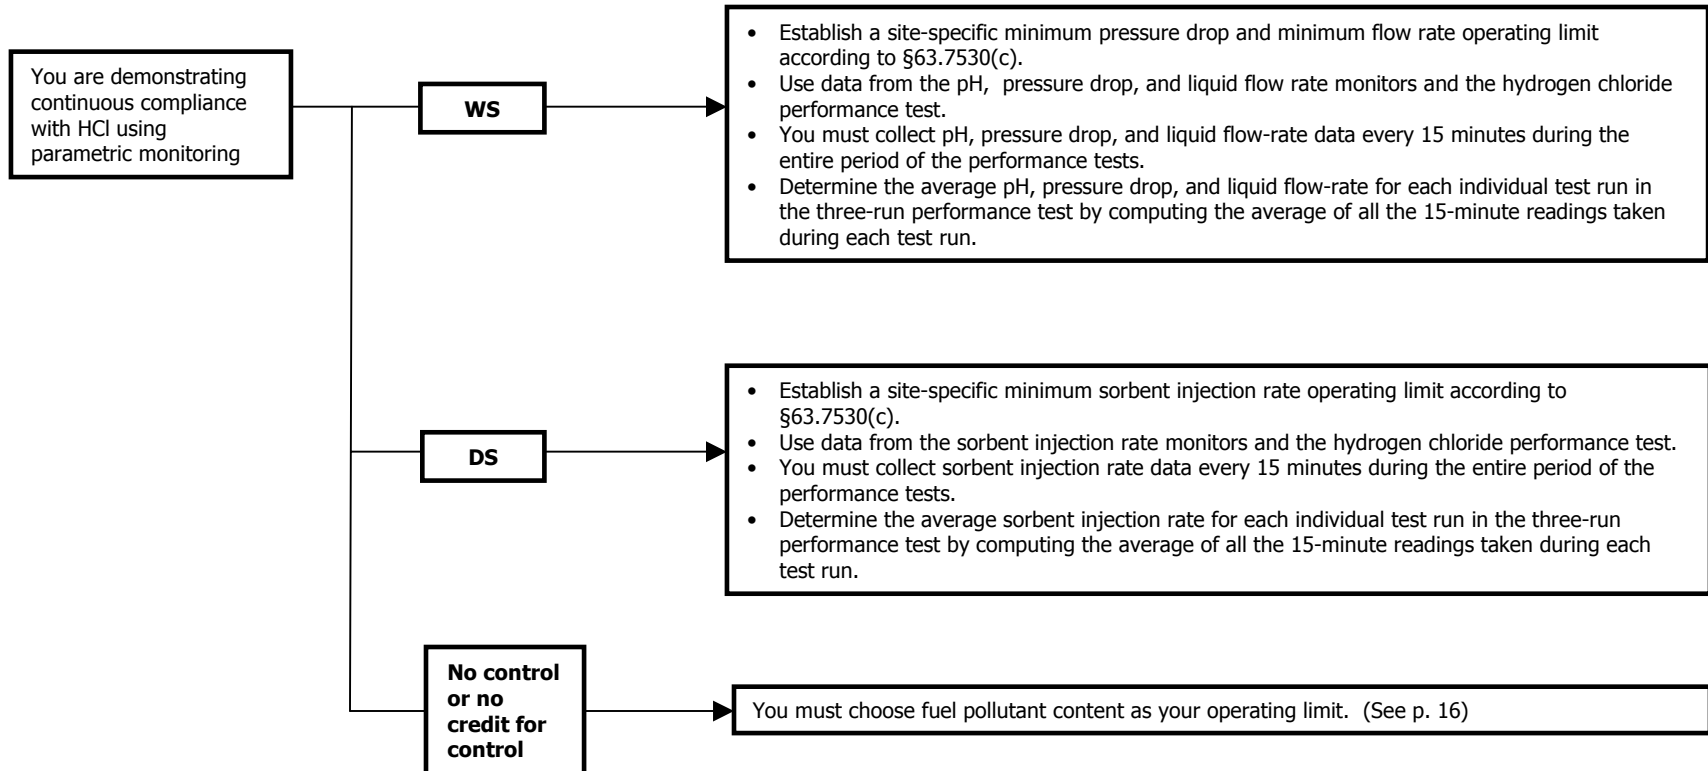 You are demonstrating
continuous compliance
with HCl using
parametric monitoring
WS
• Establish a site-specific minimum pressure drop and minimum flow rate operating limit
according to §63.7530(c).
• Use data from the pH, pressure drop, and liquid flow rate monitors and the hydrogen chloride
performance test.
• You must collect pH, pressure drop, and liquid flow-rate data every 15 minutes during the
entire period of the performance tests.
• Determine the average pH, pressure drop, and liquid flow-rate for each individual test run in
the three-run performance test by computing the average of all the 15-minute readings taken
during each test run.
DS
• Establish a site-specific minimum sorbent injection rate operating limit according to
§63.7530(c).
• Use data from the sorbent injection rate monitors and the hydrogen chloride performance test.
• You must collect sorbent injection rate data every 15 minutes during the entire period of the
performance tests.
• Determine the average sorbent injection rate for each individual test run in the three-run
performance test by computing the average of all the 15-minute readings taken during each
test run.
No control
or no
credit for
control
You must choose fuel pollutant content as your operating limit. (See p. 16)